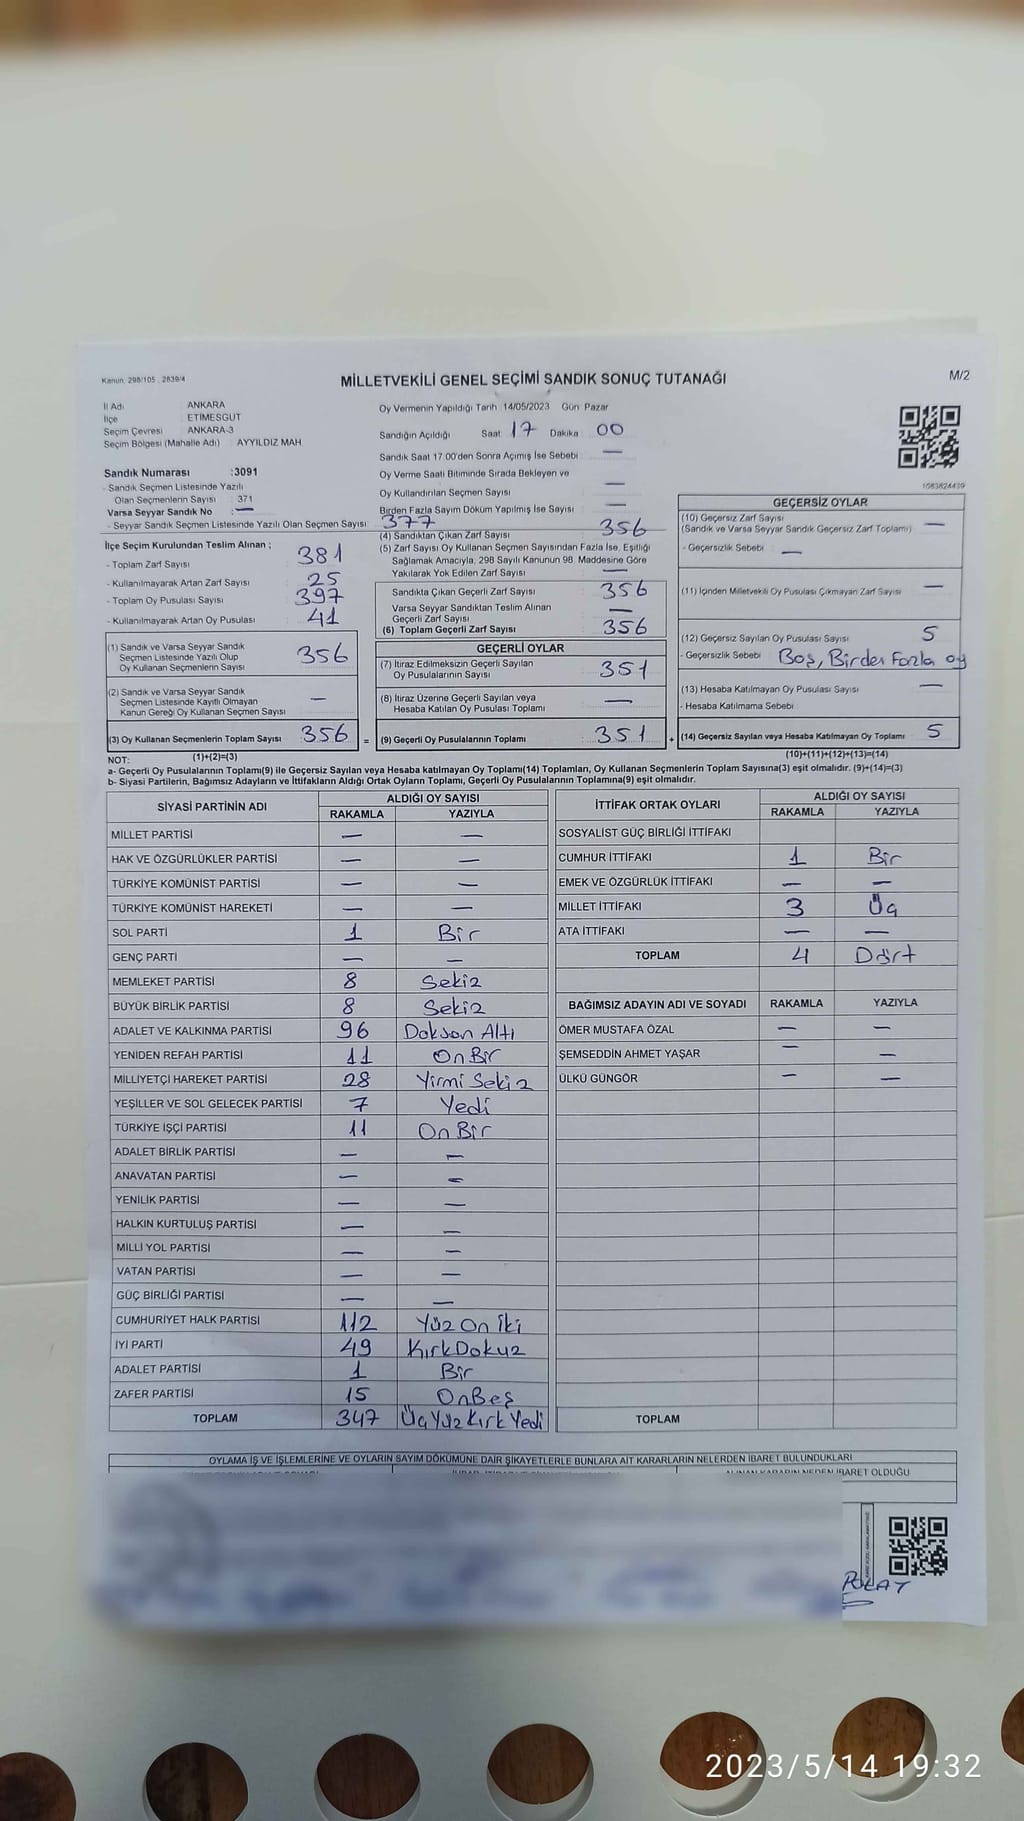 Kanun: 298/105 , 2839/4
MİLLETVEKİLİ GENEL SEÇİMİ SANDIK SONUÇ TUTANAĞI
M/2
İl Adı ANKARA
İlçe ETİMESGUT
Seçim Çevresi ANKARA-3
Seçim Bölgesi (Mahalle Adı) AYYILDIZ MAH
Sandık Numarası :3091
- Sandık Seçmen Listesinde Yazılı
Olan Seçmenlerin Sayısı : 371
Varsa Seyyar Sandık No : —
- Seyyar Sandık Seçmen Listesinde Yazılı Olan Seçmen Sayısı: 377
Oy Vermenin Yapıldığı Tarih 14/05/2023 Gün Pazar
Sandığın Açıldığı Saat 17 Dakika 00
Sandık Saat 17:00'den Sonra Açımış İse Sebebi —
Oy Verme Saati Bitiminde Sırada Bekleyen ve
Oy Kullandırılan Seçmen Sayısı —
Birden Fazla Sayım Döküm Yapılmış İse Sayısı —
1683824439
İlçe Seçim Kurulundan Teslim Alınan ;
- Toplam Zarf Sayısı : 381
- Kullanılmayarak Artan Zarf Sayısı : 25
- Toplam Oy Pusulası Sayısı : 397
- Kullanılmayarak Artan Oy Pusulası : 41
(1) Sandık ve Varsa Seyyar Sandık
Seçmen Listesinde Yazılı Olup
Oy Kullanan Seçmenlerin Sayısı 356
(2) Sandık ve Varsa Seyyar Sandık
Seçmen Listesinde Kayıtlı Olmayan
Kanun Gereği Oy Kullanan Seçmen Sayısı —
(3) Oy Kullanan Seçmenlerin Toplam Sayısı 356 =
(1)+(2)=(3)
(4) Sandıktan Çıkan Zarf Sayısı 356
(5) Zarf Sayısı Oy Kullanan Seçmen Sayısından Fazla İse, Eşitliği
Sağlamak Amacıyla, 298 Sayılı Kanunun 98. Maddesine Göre
Yakılarak Yok Edilen Zarf Sayısı —
Sandıkta Çıkan Geçerli Zarf Sayısı 356
Varsa Seyyar Sandıktan Teslim Alınan
Geçerli Zarf Sayısı —
(6) Toplam Geçerli Zarf Sayısı 356
GEÇERLİ OYLAR
(7) İtiraz Edilmeksizin Geçerli Sayılan
Oy Pusulalarının Sayısı 351
(8) İtiraz Üzerine Geçerli Sayılan veya
Hesaba Katılan Oy Pusulası Toplamı —
(9) Geçerli Oy Pusulalarının Toplamı 351 +
GEÇERSİZ OYLAR
(10) Geçersiz Zarf Sayısı
(Sandık ve Varsa Seyyar Sandık Geçersiz Zarf Toplamı) —
- Geçersizlik Sebebi : —
(11) İçinden Milletvekili Oy Pusulası Çıkmayan Zarf Sayısı —
(12) Geçersiz Sayılan Oy Pusulası Sayısı 5
- Geçersizlik Sebebi Boş, Birden Fazla oy
(13) Hesaba Katılmayan Oy Pusulası Sayısı —
- Hesaba Katılmama Sebebi
(14) Geçersiz Sayılan veya Hesaba Katılmayan Oy Toplamı 5
(10)+(11)+(12)+(13)=(14)
NOT:
a- Geçerli Oy Pusulalarının Toplamı(9) ile Geçersiz Sayılan veya Hesaba katılmayan Oy Toplamı(14) Toplamları, Oy Kullanan Seçmenlerin Toplam Sayısına(3) eşit olmalıdır. (9)+(14)=(3)
b- Siyasi Partilerin, Bağımsız Adayların ve İttifakların Aldığı Ortak Oyların Toplamı, Geçerli Oy Pusulalarının Toplamına(9) eşit olmalıdır.
SİYASİ PARTİNİN ADI ALDIĞI OY SAYISI
RAKAMLA YAZIYLA
MİLLET PARTİSİ — —
HAK VE ÖZGÜRLÜKLER PARTİSİ — —
TÜRKİYE KOMÜNİST PARTİSİ — —
TÜRKİYE KOMÜNİST HAREKETİ — —
SOL PARTİ 1 Bir
GENÇ PARTİ — —
MEMLEKET PARTİSİ 8 Sekiz
BÜYÜK BİRLİK PARTİSİ 8 Sekiz
ADALET VE KALKINMA PARTİSİ 96 Doksan Altı
YENİDEN REFAH PARTİSİ 11 On Bir
MİLLİYETÇİ HAREKET PARTİSİ 28 Yirmi Sekiz
YEŞİLLER VE SOL GELECEK PARTİSİ 7 Yedi
TÜRKİYE İŞÇİ PARTİSİ 11 On Bir
ADALET BİRLİK PARTİSİ — —
ANAVATAN PARTİSİ — —
YENİLİK PARTİSİ — —
HALKIN KURTULUŞ PARTİSİ — —
MİLLİ YOL PARTİSİ — —
VATAN PARTİSİ — —
GÜÇ BİRLİĞİ PARTİSİ — —
CUMHURİYET HALK PARTİSİ 112 Yüz On İki
İYİ PARTİ 49 Kırk Dokuz
ADALET PARTİSİ 1 Bir
ZAFER PARTİSİ 15 On Beş
TOPLAM 347 Üç Yüz Kırk Yedi
İTTİFAK ORTAK OYLARI ALDIĞI OY SAYISI
RAKAMLA YAZIYLA
SOSYALİST GÜÇ BİRLİĞİ İTTİFAKI
CUMHUR İTTİFAKI 1 Bir
EMEK VE ÖZGÜRLÜK İTTİFAKI — —
MİLLET İTTİFAKI 3 Üç
ATA İTTİFAKI — —
TOPLAM 4 Dört
BAĞIMSIZ ADAYIN ADI VE SOYADI RAKAMLA YAZIYLA
ÖMER MUSTAFA ÖZAL — —
ŞEMSEDDİN AHMET YAŞAR — —
ÜLKÜ GÜNGÖR — —
TOPLAM
OYLAMA İŞ VE İŞLEMLERİNE VE OYLARIN SAYIM DÖKÜMÜNE DAİR ŞİKAYETLERLE BUNLARA AİT KARARLARIN NELERDEN İBARET BULUNDUKLARI
ALINAN KARARIN NEDEN İBARET OLDUĞU
POLAT
2023/5/14 19:32